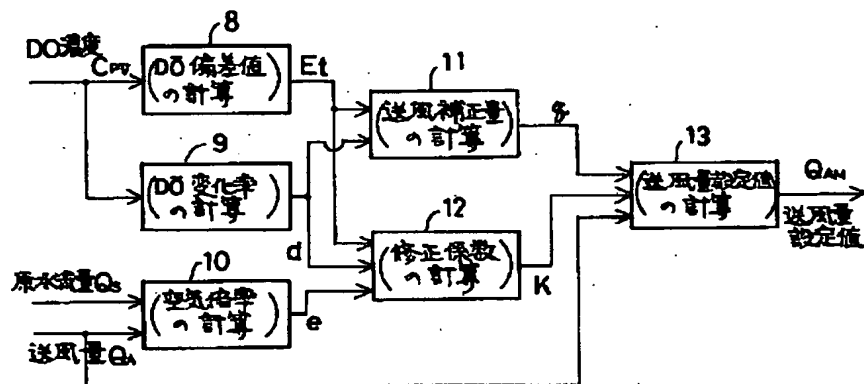 8
DO濃度
CPV
(DO偏差値
の計算)
Et
9
(DO変化率
の計算)
d
10
原水流量QS
送風量QA
(空気倍率
の計算)
e
11
(送風補正量
の計算)
g
12
(修正係数
の計算)
K
13
(送風量設定値
の計算)
QAN
送風量
設定値